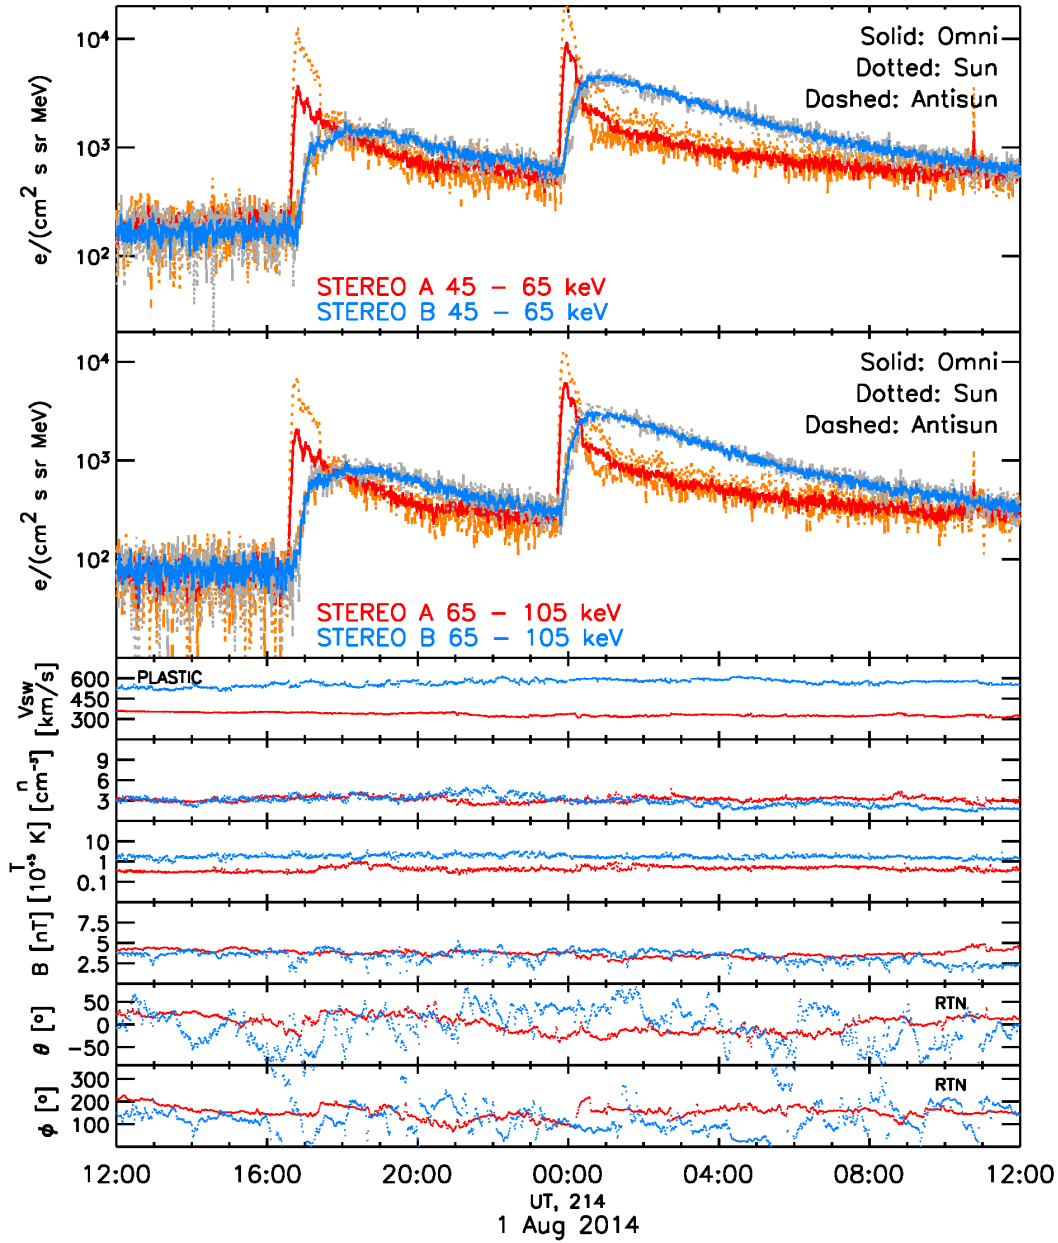 10⁴
10³
10²
e/(cm² s sr MeV)
Solid: Omni
Dotted: Sun
Dashed: Antisun
STEREO A 45 – 65 keV
STEREO B 45 – 65 keV
10⁴
10³
10²
e/(cm² s sr MeV)
Solid: Omni
Dotted: Sun
Dashed: Antisun
STEREO A 65 – 105 keV
STEREO B 65 – 105 keV
600
450
300
Vsw
[km/s]
PLASTIC
9
6
3
n
[cm⁻³]
10
1
0.1
T
[10⁺⁵ K]
7.5
5
2.5
B [nT]
50
0
−50
θ [°]
RTN
300
200
100
ϕ [°]
RTN
12:00 16:00 20:00 00:00 04:00 08:00 12:00
UT, 214
1 Aug 2014